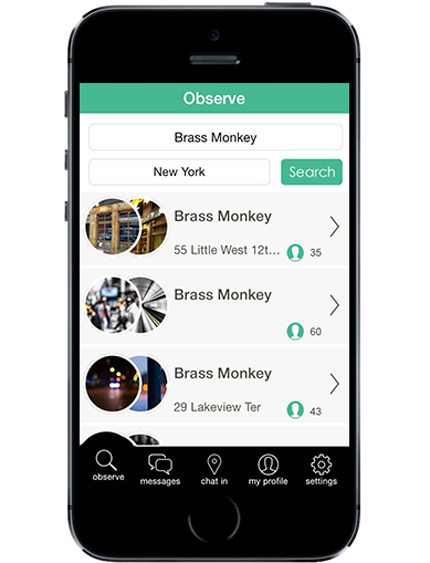 Observe
Brass Monkey
New York
Search
Brass Monkey
55 Little West 12t...
35
Brass Monkey
60
Brass Monkey
29 Lakeview Ter
43
observe
messages
chat in
my profile
settings